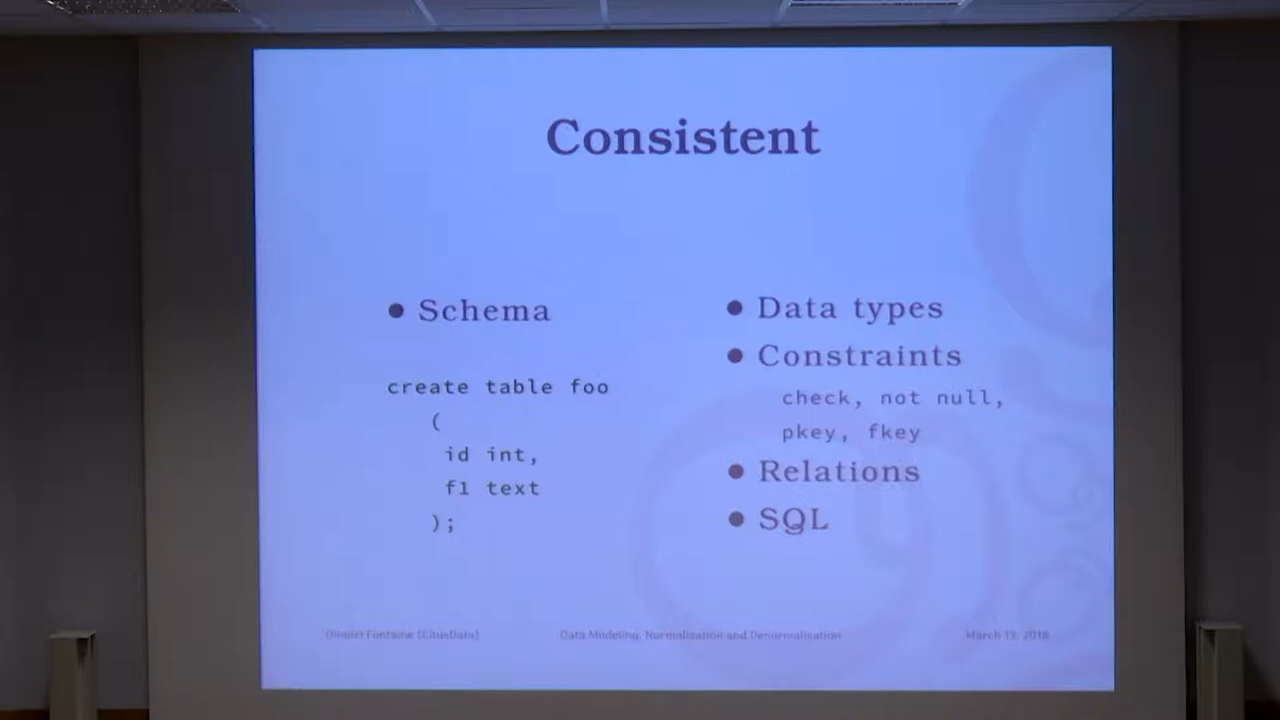 Consistent
● Schema
create table foo
(
id int,
f1 text
);
● Data types
● Constraints
check, not null,
pkey, fkey
● Relations
● SQL
Dimitri Fontaine (CitusData)
Data Modeling, Normalization and Denormalisation
March 13, 2018